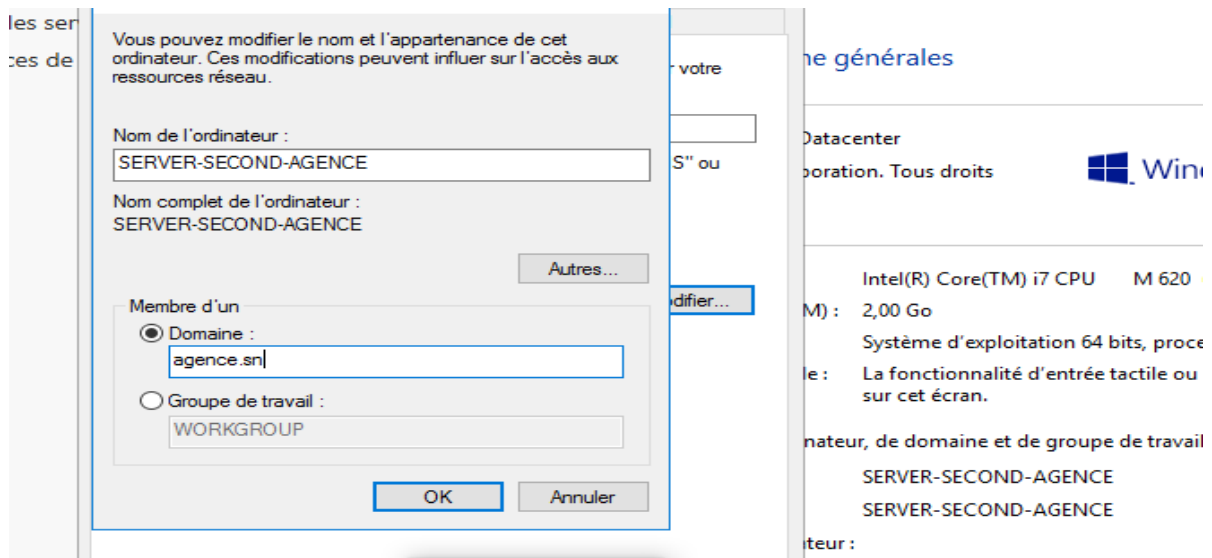 les ser
ces de
Vous pouvez modifier le nom et l'appartenance de cet
ordinateur. Ces modifications peuvent influer sur l'accès aux
ressources réseau.
Nom de l'ordinateur :
SERVER-SECOND-AGENCE
Nom complet de l'ordinateur :
SERVER-SECOND-AGENCE
Autres...
Membre d'un
Domaine :
agence.sn
Groupe de travail :
WORKGROUP
OK Annuler
r votre
S" ou
difier...
ne générales
Datacenter
poration. Tous droits
Win
Intel(R) Core(TM) i7 CPU M 620
M) : 2,00 Go
Système d'exploitation 64 bits, proce
le : La fonctionnalité d'entrée tactile ou
sur cet écran.
nateur, de domaine et de groupe de travail
SERVER-SECOND-AGENCE
SERVER-SECOND-AGENCE
teur :